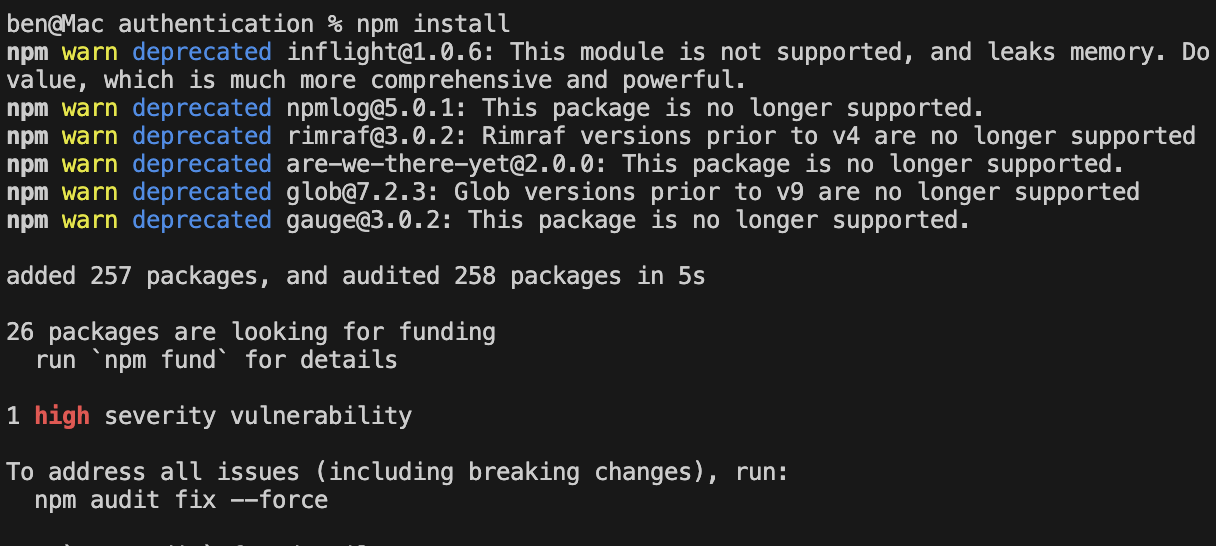 ben@Mac authentication % npm install
npm warn deprecated inflight@1.0.6: This module is not supported, and leaks memory. Do
value, which is much more comprehensive and powerful.
npm warn deprecated npmlog@5.0.1: This package is no longer supported.
npm warn deprecated rimraf@3.0.2: Rimraf versions prior to v4 are no longer supported
npm warn deprecated are-we-there-yet@2.0.0: This package is no longer supported.
npm warn deprecated glob@7.2.3: Glob versions prior to v9 are no longer supported
npm warn deprecated gauge@3.0.2: This package is no longer supported.
added 257 packages, and audited 258 packages in 5s
26 packages are looking for funding
run `npm fund` for details
1 high severity vulnerability
To address all issues (including breaking changes), run:
npm audit fix --force